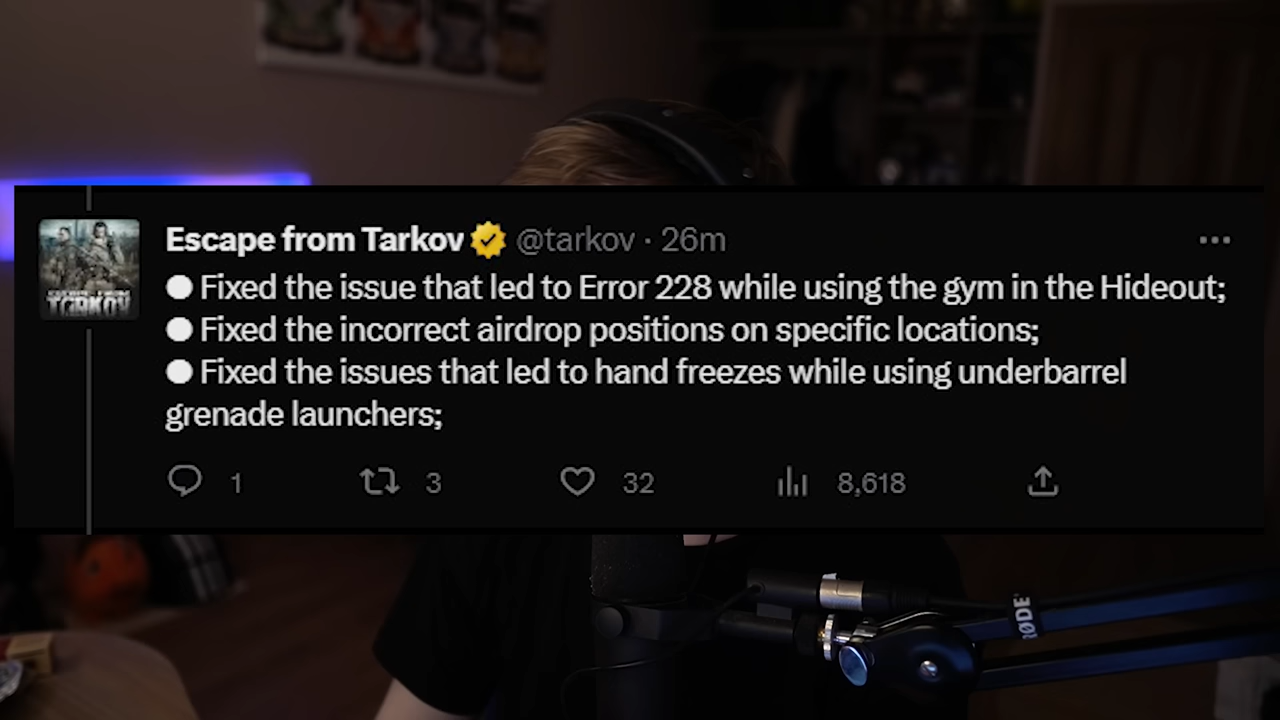 Escape from Tarkov @tarkov · 26m
● Fixed the issue that led to Error 228 while using the gym in the Hideout;
● Fixed the incorrect airdrop positions on specific locations;
● Fixed the issues that led to hand freezes while using underbarrel
grenade launchers;
1 3 32 8,618
TARKOV
RØDE